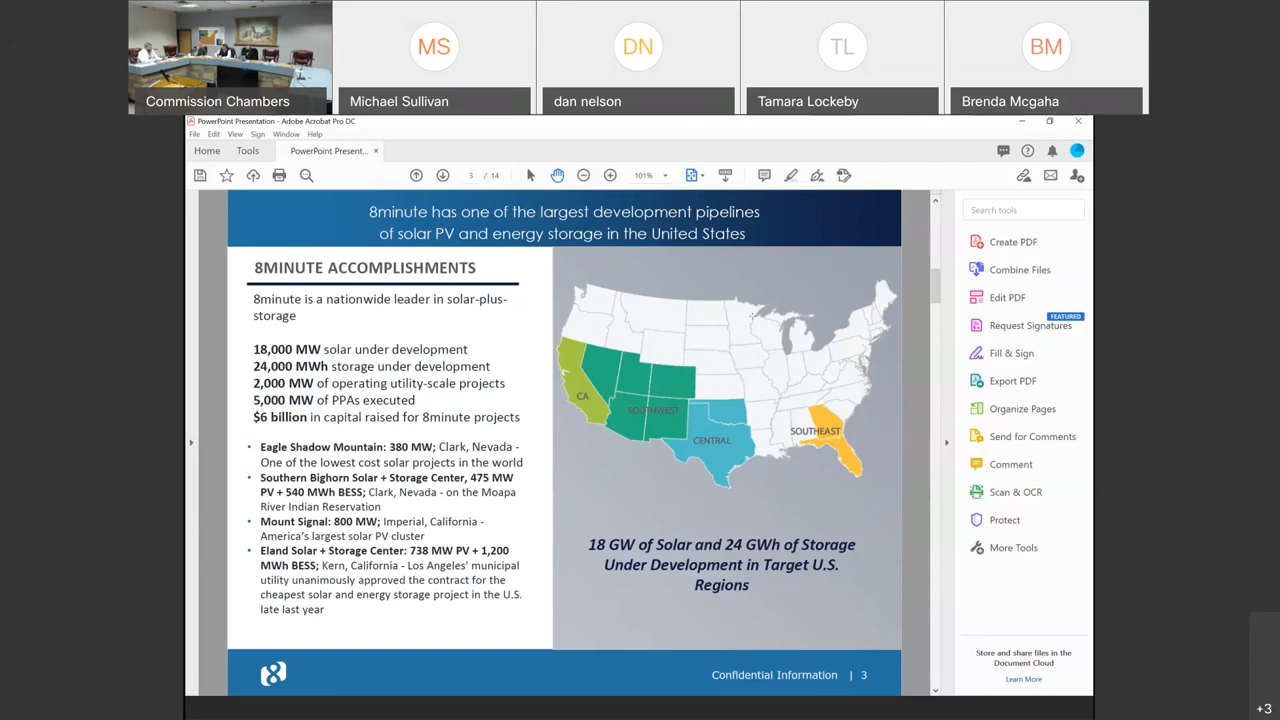 MS
DN
TL
BM
Commission Chambers
Michael Sullivan
dan nelson
Tamara Lockeby
Brenda Mcgaha
PowerPoint Presentation - Adobe Acrobat Pro DC
File Edit View Sign Window Help
Home Tools PowerPoint Present... ×
3 / 14 101%
8minute has one of the largest development pipelines
of solar PV and energy storage in the United States
8MINUTE ACCOMPLISHMENTS
8minute is a nationwide leader in solar-plus-
storage
18,000 MW solar under development
24,000 MWh storage under development
2,000 MW of operating utility-scale projects
5,000 MW of PPAs executed
$6 billion in capital raised for 8minute projects
• Eagle Shadow Mountain: 380 MW; Clark, Nevada -
One of the lowest cost solar projects in the world
• Southern Bighorn Solar + Storage Center, 475 MW
PV + 540 MWh BESS; Clark, Nevada - on the Moapa
River Indian Reservation
• Mount Signal: 800 MW; Imperial, California -
America's largest solar PV cluster
• Eland Solar + Storage Center: 738 MW PV + 1,200
MWh BESS; Kern, California - Los Angeles' municipal
utility unanimously approved the contract for the
cheapest solar and energy storage project in the U.S.
late last year
CA
SOUTHWEST
CENTRAL
SOUTHEAST
18 GW of Solar and 24 GWh of Storage
Under Development in Target U.S.
Regions
8
Confidential Information | 3
Search tools
Create PDF
Combine Files
Edit PDF
FEATURED
Request Signatures
Fill & Sign
Export PDF
Organize Pages
Send for Comments
Comment
Scan & OCR
Protect
More Tools
Store and share files in the
Document Cloud
Learn More
+3